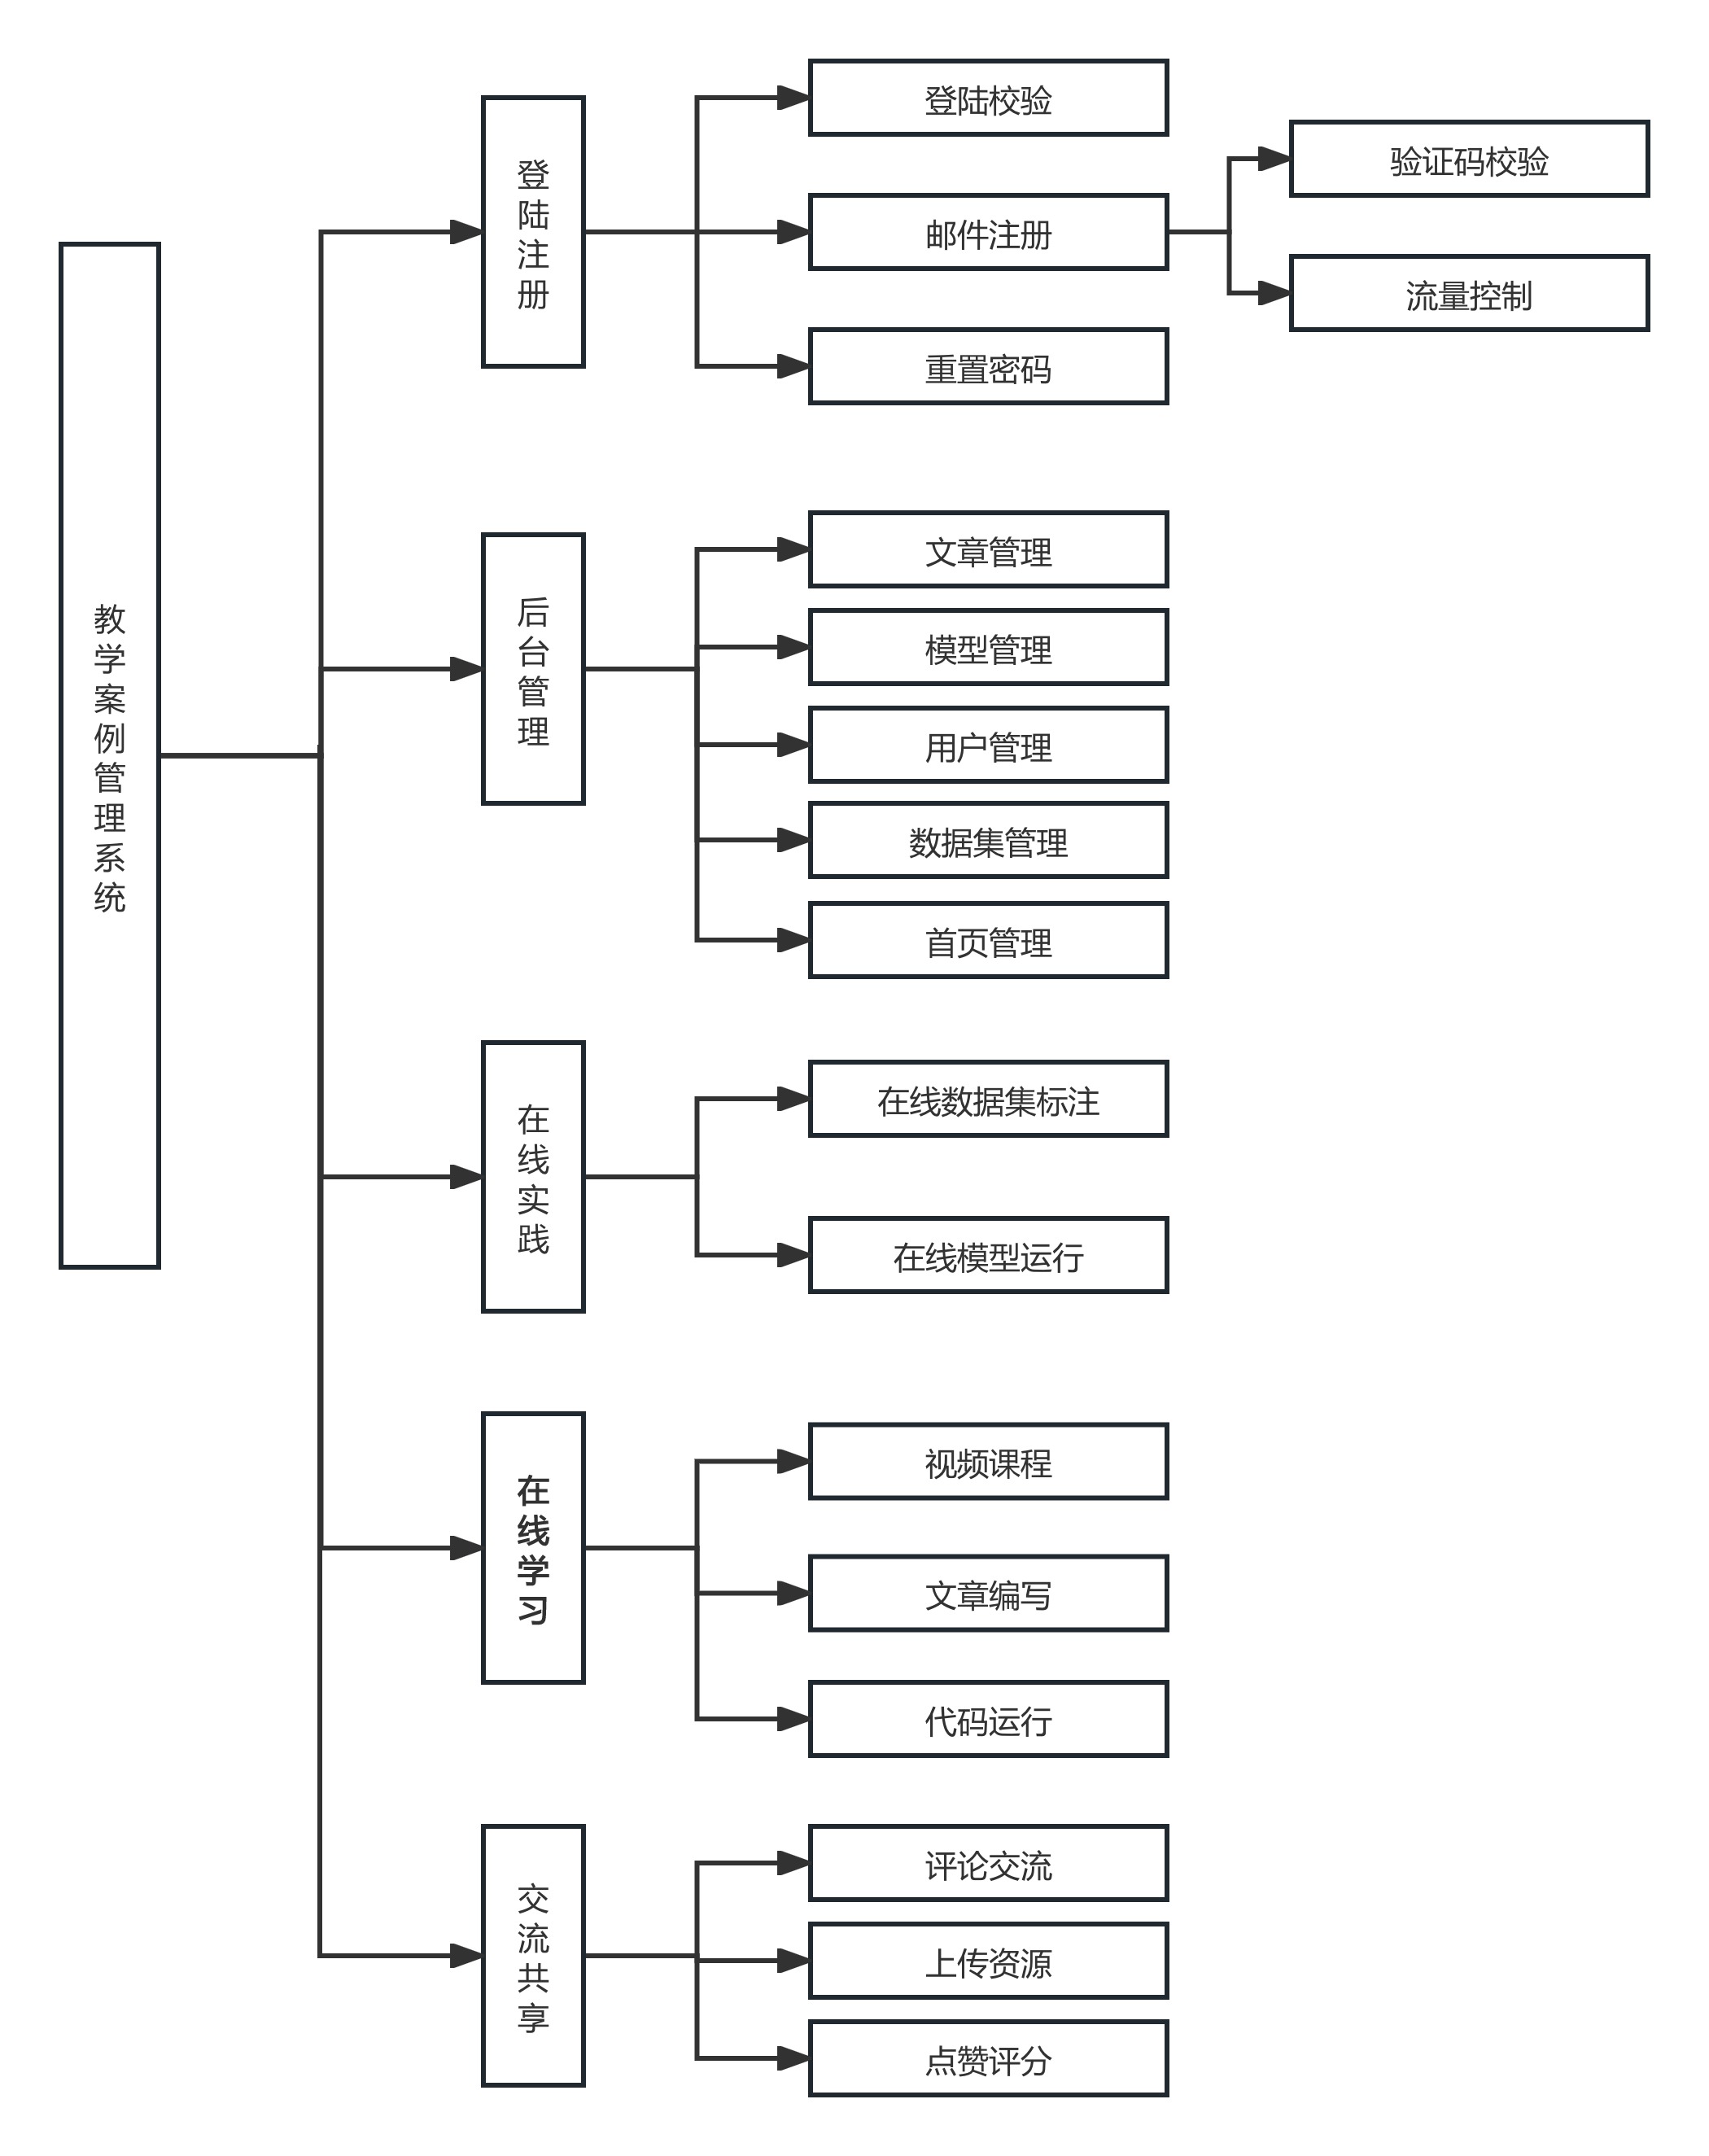 教学案例管理系统
登陆注册
登陆校验
邮件注册
验证码校验
流量控制
重置密码
后台管理
文章管理
模型管理
用户管理
数据集管理
首页管理
在线实践
在线数据集标注
在线模型运行
在线学习
视频课程
文章编写
代码运行
交流共享
评论交流
上传资源
点赞评分